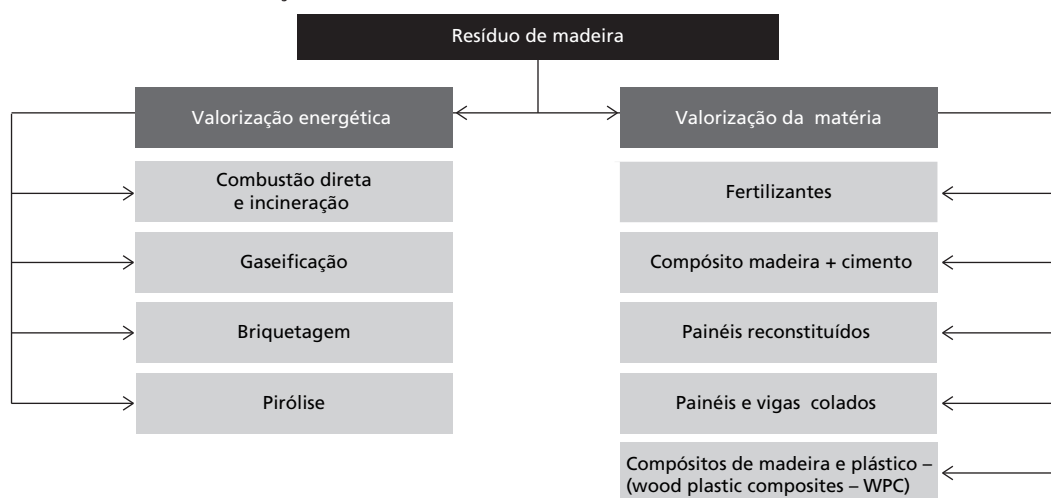 Resíduo de madeira
Valorização energética
Combustão direta
e incineração
Gaseificação
Briquetagem
Pirólise
Valorização da matéria
Fertilizantes
Compósito madeira + cimento
Painéis reconstituídos
Painéis e vigas colados
Compósitos de madeira e plástico –
(wood plastic composites – WPC)